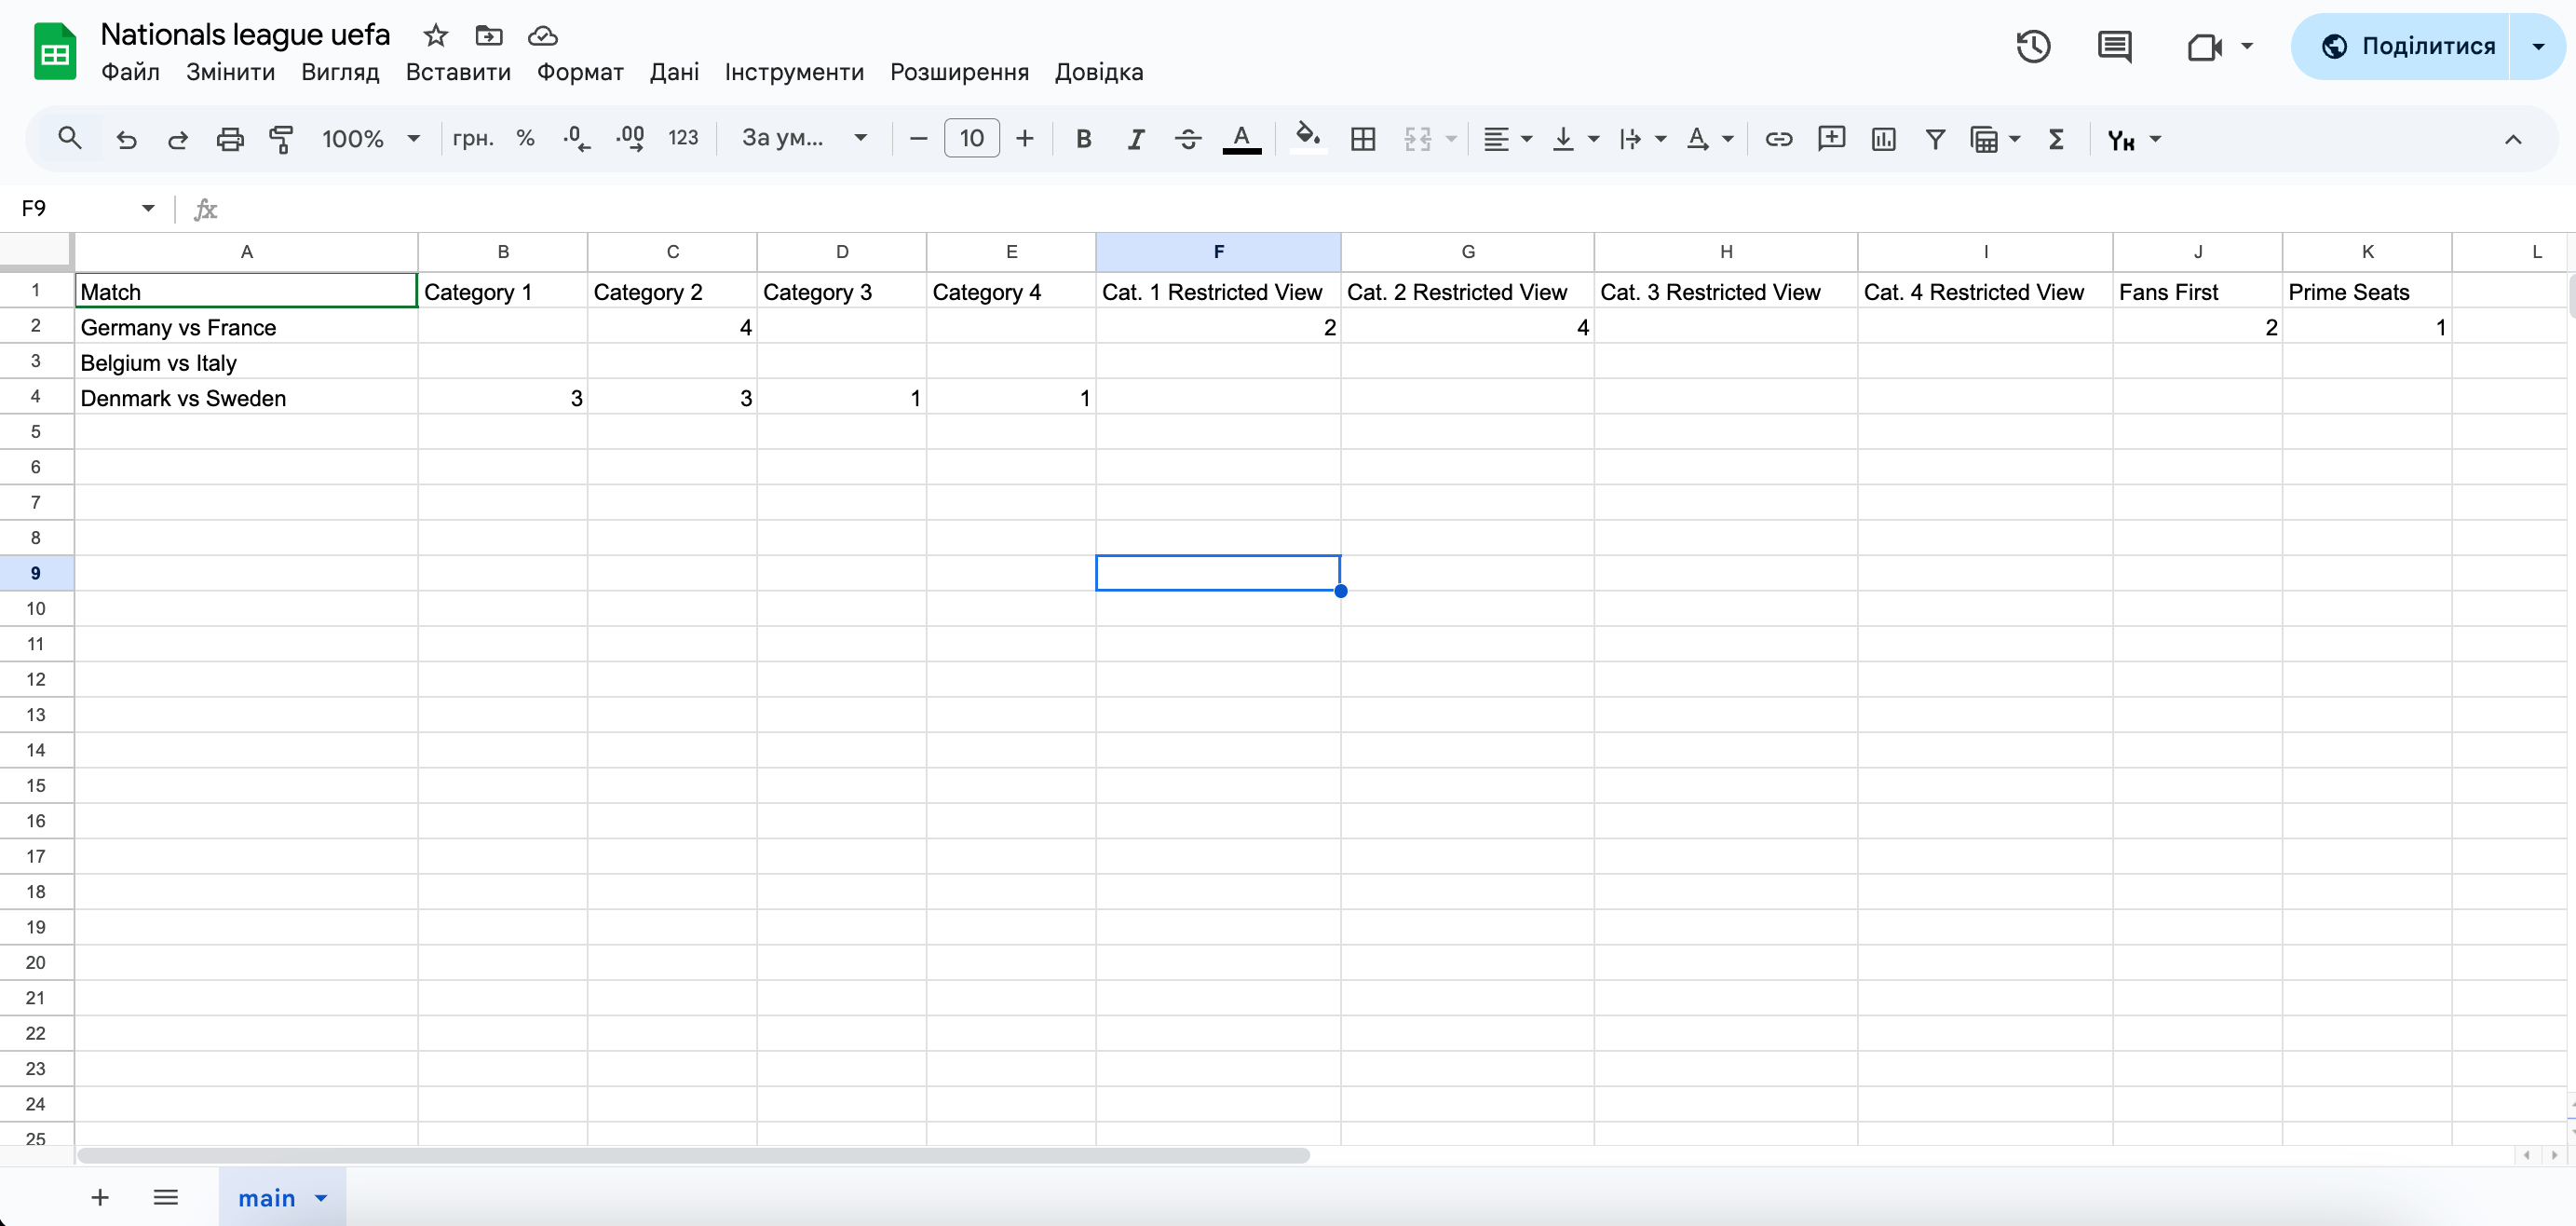 Nationals league uefa
Файл Змінити Вигляд Вставити Формат Дані Інструменти Розширення Довідка
Поділитися
100% грн. % .0 .00 123 За ум... 10 B I A
F9 fx
A B C D E F G H I J K L
1 Match Category 1 Category 2 Category 3 Category 4 Cat. 1 Restricted View Cat. 2 Restricted View Cat. 3 Restricted View Cat. 4 Restricted View Fans First Prime Seats
2 Germany vs France 4 2 4 2 1
3 Belgium vs Italy
4 Denmark vs Sweden 3 3 1 1
5
6
7
8
9
10
11
12
13
14
15
16
17
18
19
20
21
22
23
24
25
main